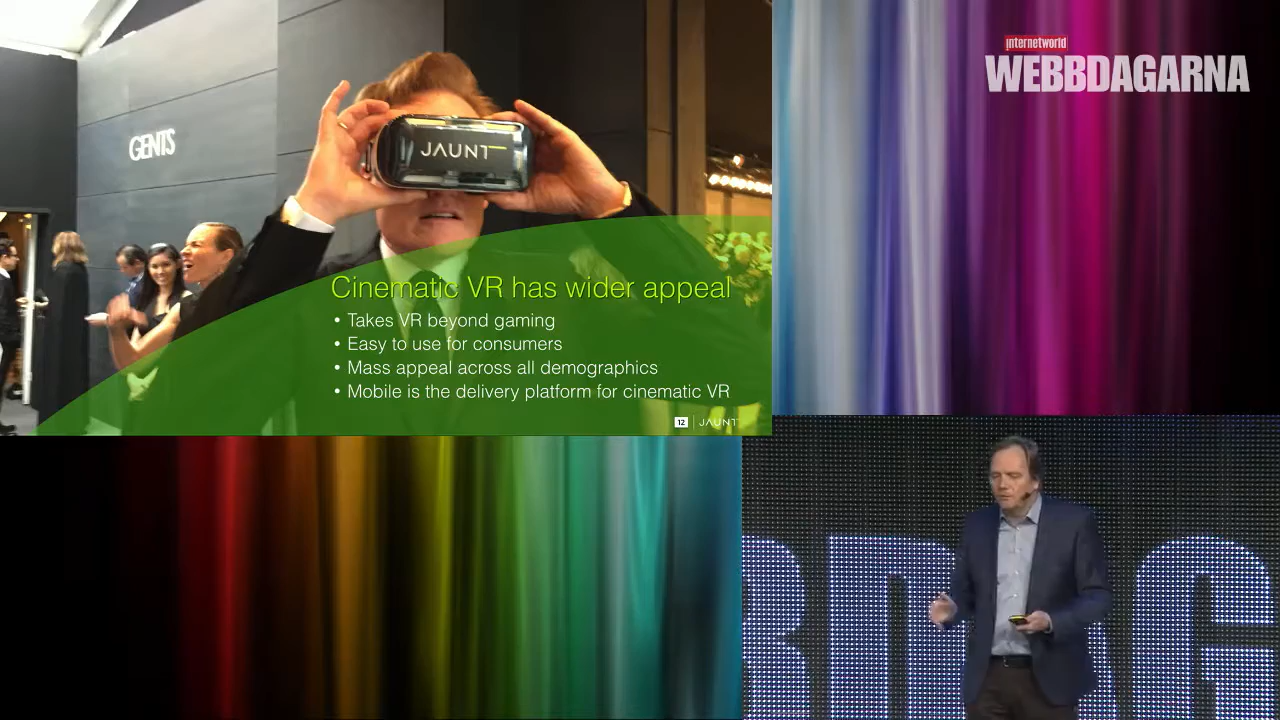 GENTS
JAUNT
Cinematic VR has wider appeal
• Takes VR beyond gaming
• Easy to use for consumers
• Mass appeal across all demographics
• Mobile is the delivery platform for cinematic VR
12 JAUNT
internetworld
WEBBDAGARNA
BDAG